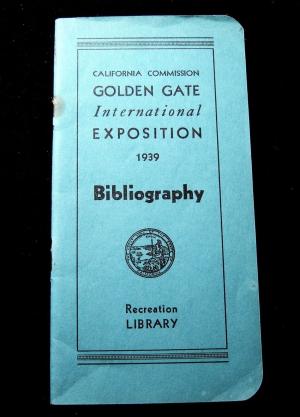 CALIFORNIA COMMISSION
GOLDEN GATE
International
EXPOSITION
1939
Bibliography
Recreation
LIBRARY